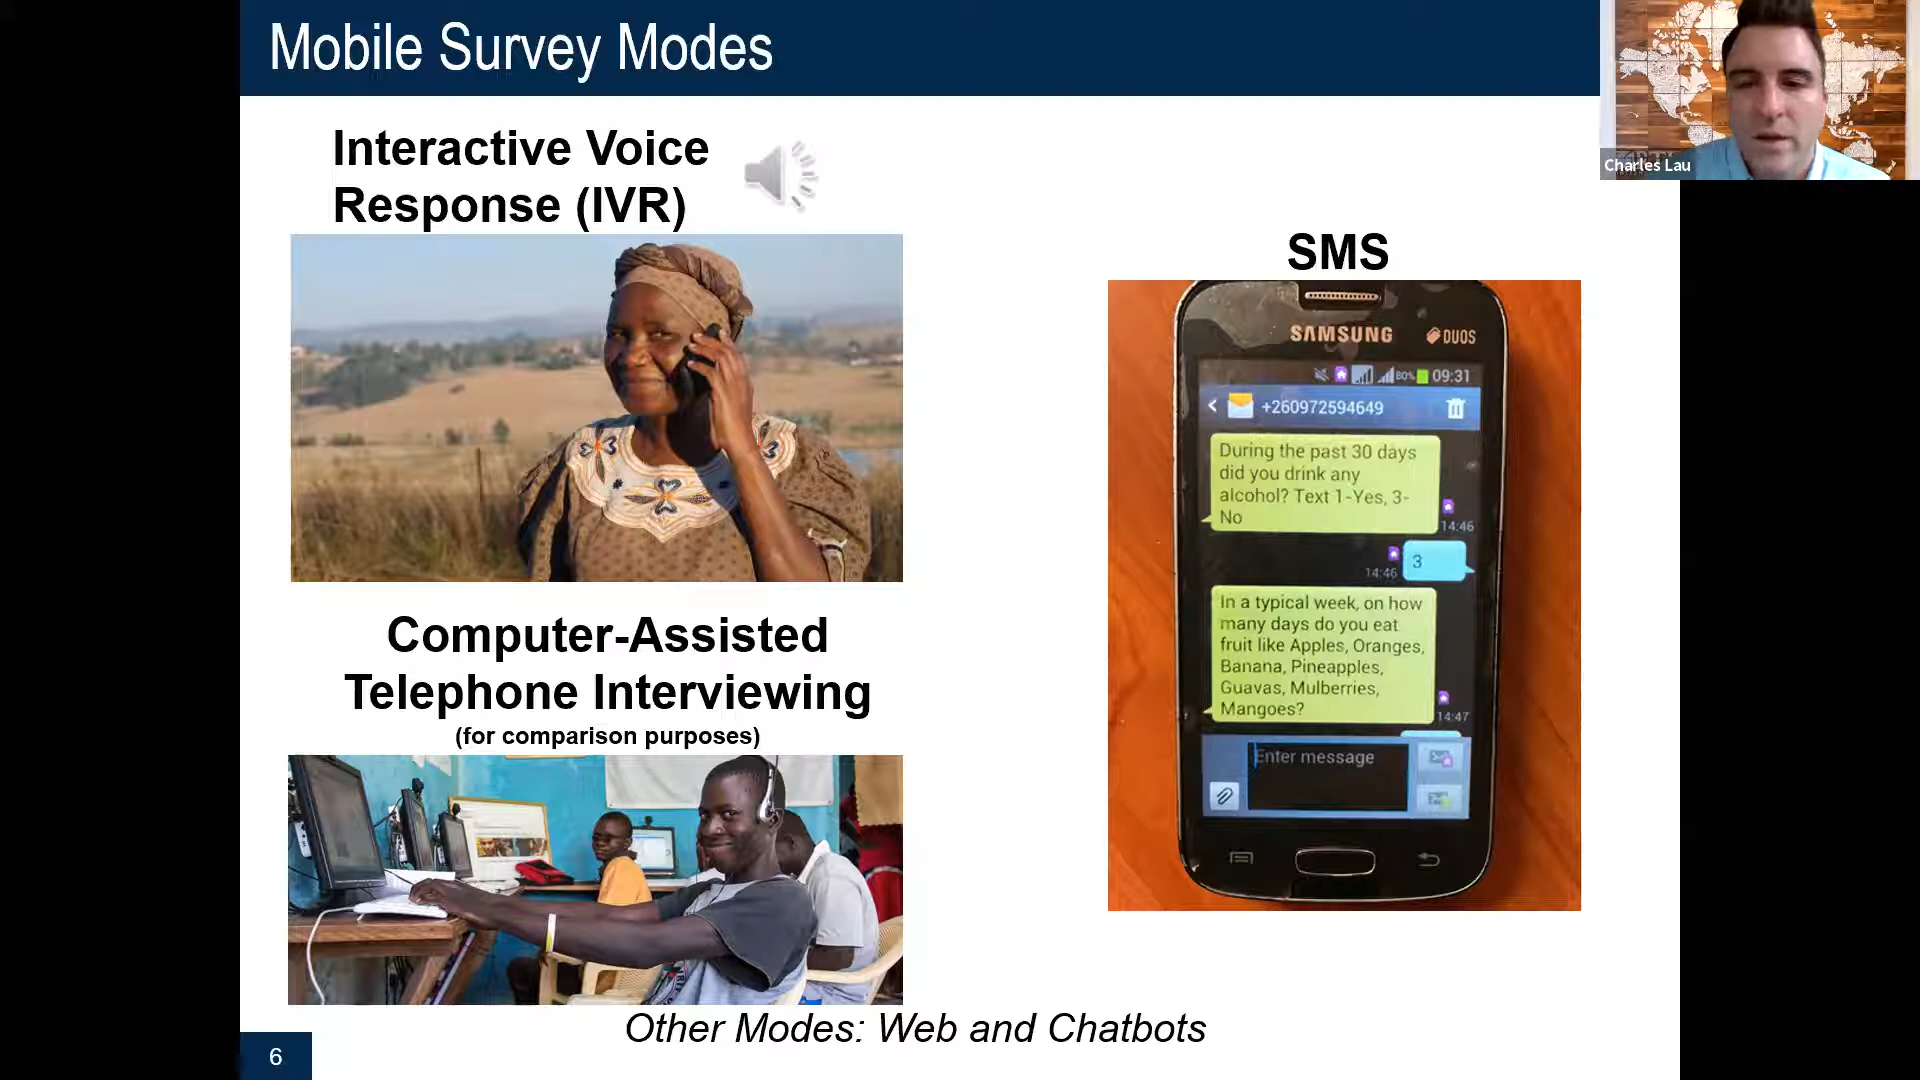 Mobile Survey Modes
Charles Lau
Interactive Voice
Response (IVR)
SMS
SAMSUNG
DUOS
80% 09:31
+260972594649
During the past 30 days
did you drink any
alcohol? Text 1-Yes, 3-
No
14:46
3
14:46
In a typical week, on how
many days do you eat
fruit like Apples, Oranges,
Banana, Pineapples,
Guavas, Mulberries,
Mangoes?
14:47
Enter message
Computer-Assisted
Telephone Interviewing
(for comparison purposes)
Other Modes: Web and Chatbots
6